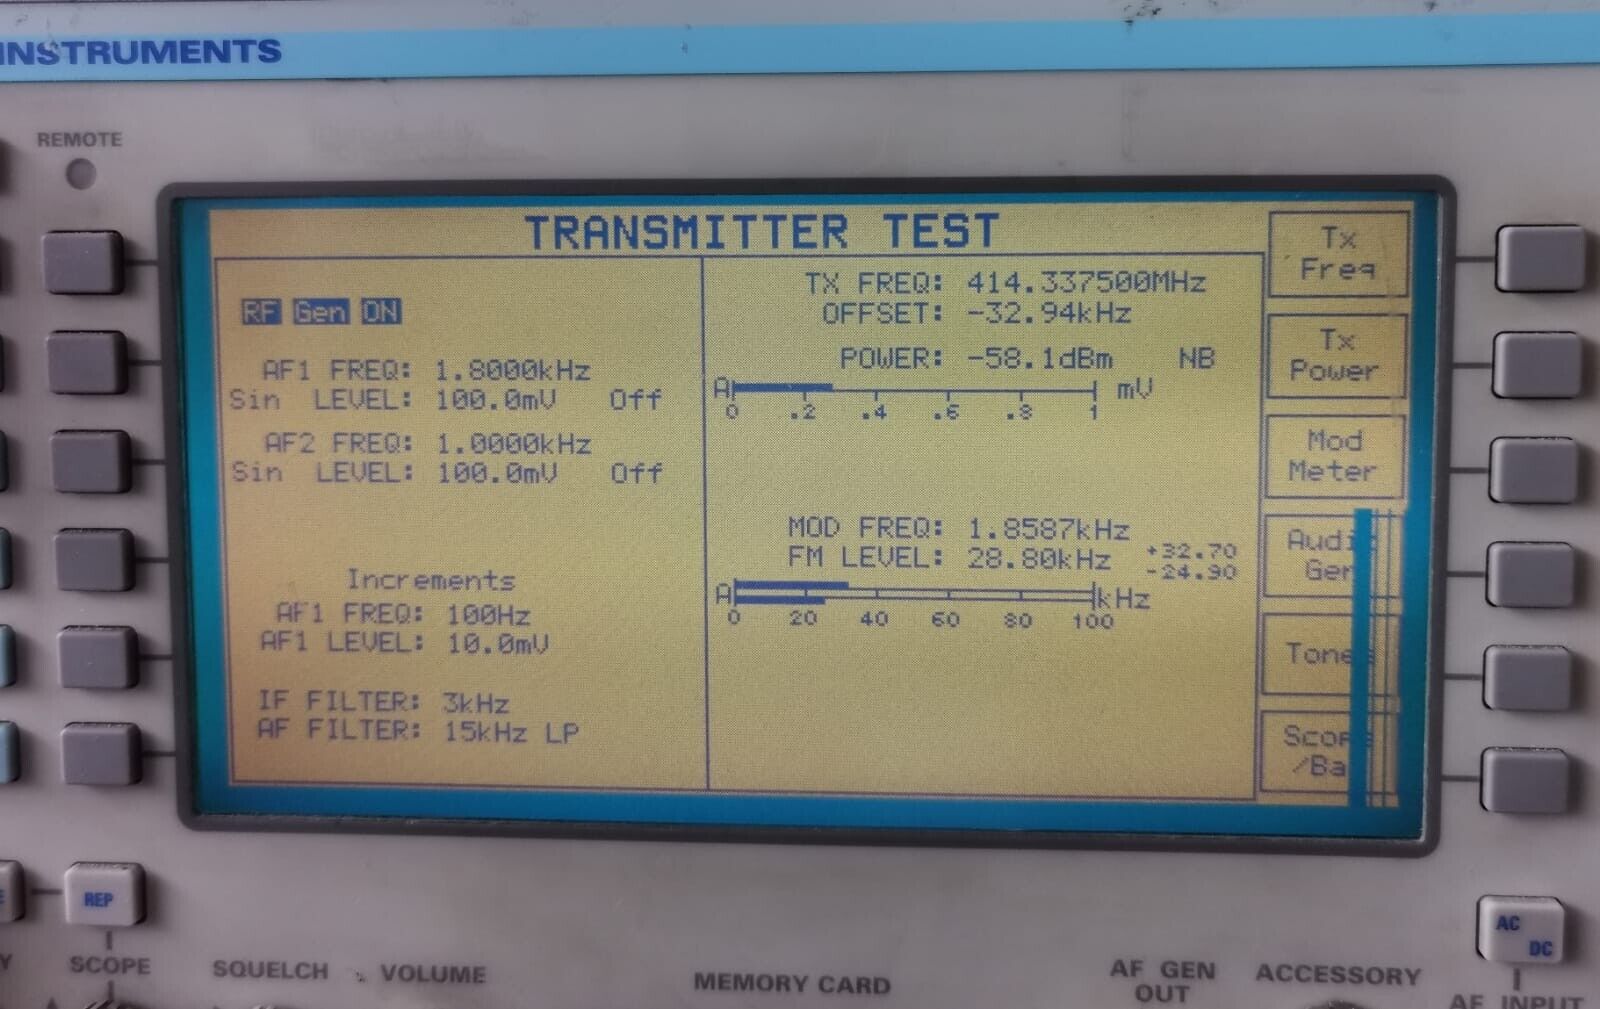 INSTRUMENTS
REMOTE
TRANSMITTER TEST
RF Gen ON
AF1 FREQ: 1.8000kHz
Sin LEVEL: 100.0mV Off
AF2 FREQ: 1.0000kHz
Sin LEVEL: 100.0mV Off
Increments
AF1 FREQ: 100Hz
AF1 LEVEL: 10.0mV
IF FILTER: 3kHz
AF FILTER: 15kHz LP
TX FREQ: 414.337500MHz
OFFSET: -32.94kHz
POWER: -58.1dBm NB
A mV
0 .2 .4 .6 .8 1
MOD FREQ: 1.8587kHz
FM LEVEL: 28.80kHz +32.70
-24.90
A kHz
0 20 40 60 80 100
Tx
Freq
Tx
Power
Mod
Meter
Audi
Gen
Tone
Scop
/Ba
REP
SCOPE
SQUELCH
VOLUME
MEMORY CARD
AF GEN
OUT
ACCESSORY
AC
DC
AF INPUT